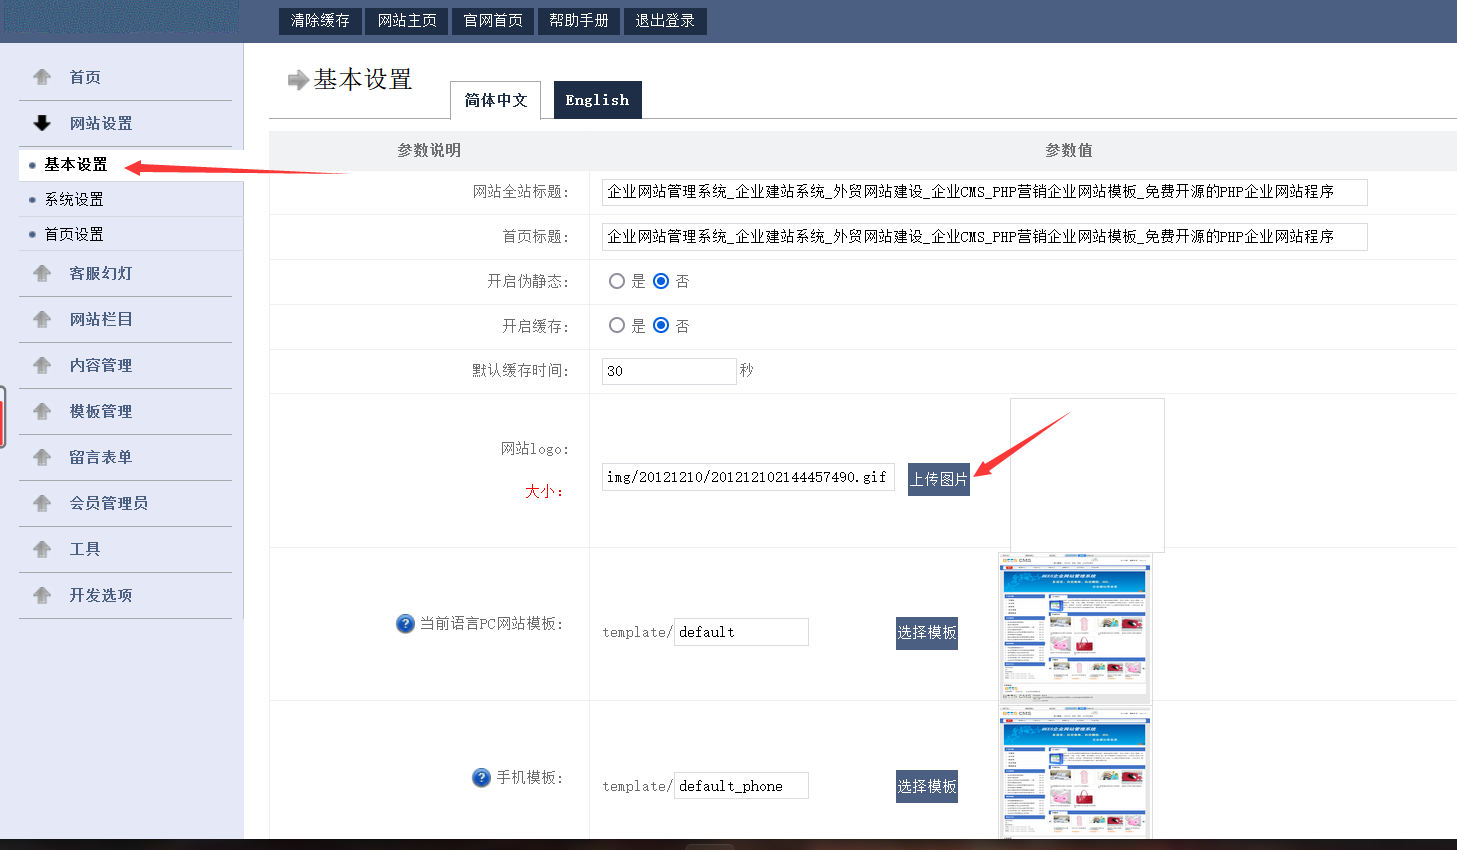 清除缓存 网站主页 官网首页 帮助手册 退出登录
首页
网站设置
基本设置
系统设置
首页设置
客服幻灯
网站栏目
内容管理
模板管理
留言表单
会员管理员
工具
开发选项
基本设置
简体中文 English
参数说明 参数值
网站全站标题: 企业网站管理系统_企业建站系统_外贸网站建设_企业CMS_PHP营销企业网站模板_免费开源的PHP企业网站程序
首页标题: 企业网站管理系统_企业建站系统_外贸网站建设_企业CMS_PHP营销企业网站模板_免费开源的PHP企业网站程序
开启伪静态: 是 否
开启缓存: 是 否
默认缓存时间: 30 秒
网站logo:
大小: img/20121210/201212102144457490.gif 上传图片
当前语言PC网站模板: template/default 选择模板
手机模板: template/default_phone 选择模板